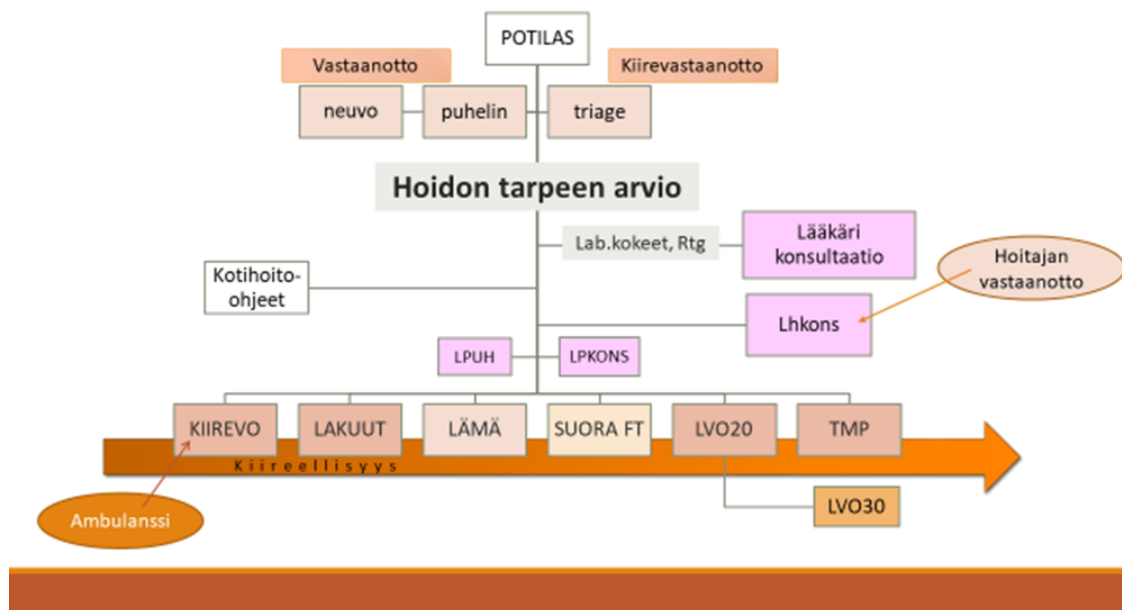 POTILAS
Vastaanotto
Kiirevastaanotto
neuvo
puhelin
triage
Hoidon tarpeen arvio
Lab.kokeet, Rtg
Lääkäri
konsultaatio
Hoitajan
vastaanotto
Kotihoito-
ohjeet
Lhkons
LPUH
LPKONS
KIIREVO
LAKUUT
LÄMÄ
SUORA FT
LVO20
TMP
Kiireellisyys
Ambulanssi
LVO30